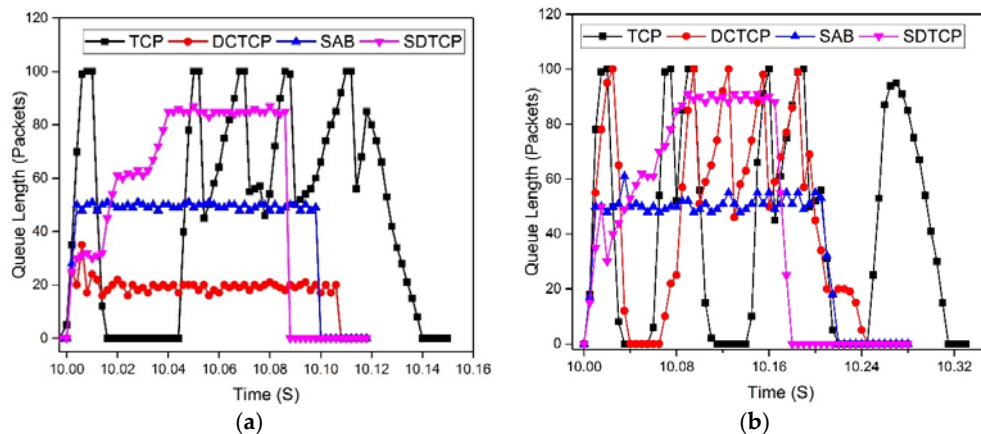 120
TCP DCTCP SAB SDTCP
100
80
60
40
20
0
Queue Length (Packets)
10.00 10.02 10.04 10.06 10.08 10.10 10.12 10.14 10.16
Time (S)
(a)
120
TCP DCTCP SAB SDTCP
100
80
60
40
20
0
Queue Length (Packets)
10.00 10.08 10.16 10.24 10.32
Time (S)
(b)